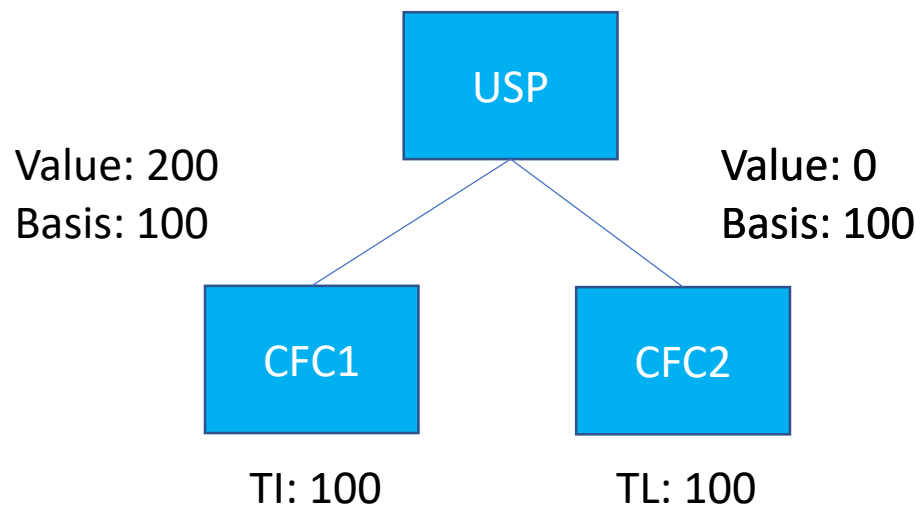 USP
Value: 200
Basis: 100
Value: 0
Basis: 100
CFC1
CFC2
TI: 100
TL: 100